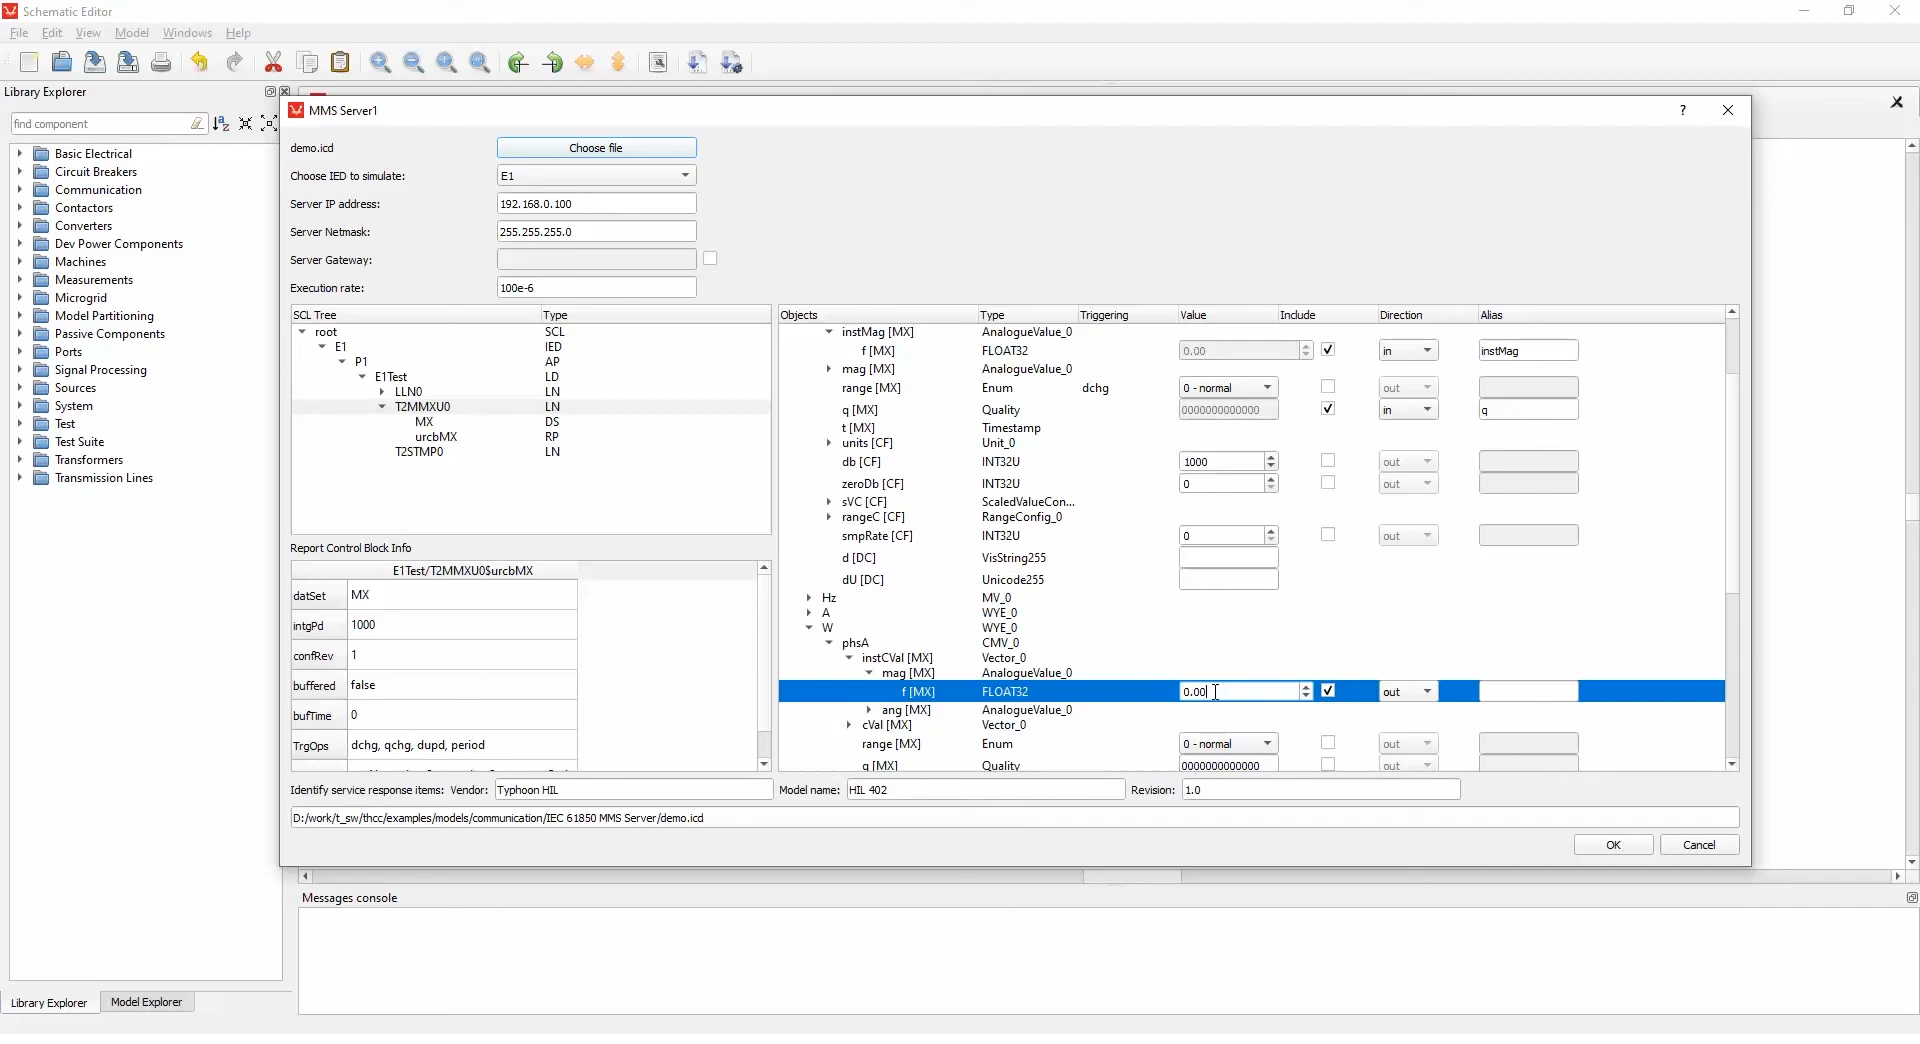 Schematic Editor
File Edit View Model Windows Help
Library Explorer
find component
Basic Electrical
Circuit Breakers
Communication
Contactors
Converters
Dev Power Components
Machines
Measurements
Microgrid
Model Partitioning
Passive Components
Ports
Signal Processing
Sources
System
Test
Test Suite
Transformers
Transmission Lines
Library Explorer Model Explorer
MMS Server1 ?
demo.icd Choose file
Choose IED to simulate: E1
Server IP address: 192.168.0.100
Server Netmask: 255.255.255.0
Server Gateway:
Execution rate: 100e-6
SCL Tree Type
root SCL
E1 IED
P1 AP
E1Test LD
LLN0 LN
T2MMXU0 LN
MX DS
urcbMX RP
T2STMP0 LN
Report Control Block Info
E1Test/T2MMXU0$urcbMX
datSet MX
intgPd 1000
confRev 1
buffered false
bufTime 0
TrgOps dchg, qchg, dupd, period
Objects Type Triggering Value Include Direction Alias
instMag [MX] AnalogueValue_0
f [MX] FLOAT32 0.00 in instMag
mag [MX] AnalogueValue_0
range [MX] Enum dchg 0 - normal out
q [MX] Quality 0000000000000 in q
t [MX] Timestamp
units [CF] Unit_0
db [CF] INT32U 1000 out
zeroDb [CF] INT32U 0 out
sVC [CF] ScaledValueCon...
rangeC [CF] RangeConfig_0
smpRate [CF] INT32U 0 out
d [DC] VisString255
dU [DC] Unicode255
Hz MV_0
A WYE_0
W WYE_0
phsA CMV_0
instCVal [MX] Vector_0
mag [MX] AnalogueValue_0
f [MX] FLOAT32 0.00 out
ang [MX] AnalogueValue_0
cVal [MX] Vector_0
range [MX] Enum 0 - normal out
q [MX] Quality 0000000000000 out
Identify service response items: Vendor: Typhoon HIL Model name: HIL 402 Revision: 1.0
D:/work/t_sw/thcc/examples/models/communication/IEC 61850 MMS Server/demo.icd
OK Cancel
Messages console